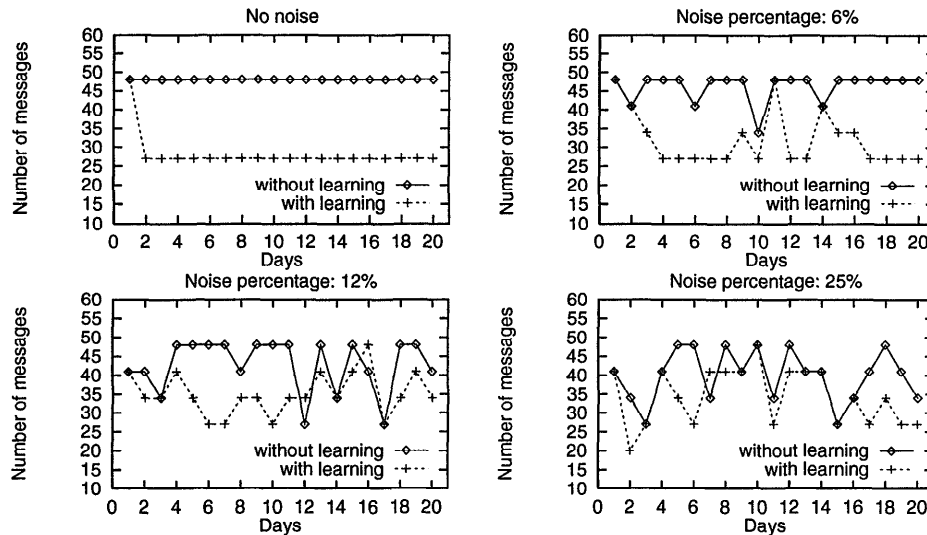 No noise
Number of messages
60
55
50
45
40
35
30
25
20
15
10
without learning
with learning
0 2 4 6 8 10 12 14 16 18 20
Days
Noise percentage: 6%
Number of messages
60
55
50
45
40
35
30
25
20
15
10
without learning
with learning
0 2 4 6 8 10 12 14 16 18 20
Days
Noise percentage: 12%
Number of messages
60
55
50
45
40
35
30
25
20
15
10
without learning
with learning
0 2 4 6 8 10 12 14 16 18 20
Days
Noise percentage: 25%
Number of messages
60
55
50
45
40
35
30
25
20
15
10
without learning
with learning
0 2 4 6 8 10 12 14 16 18 20
Days